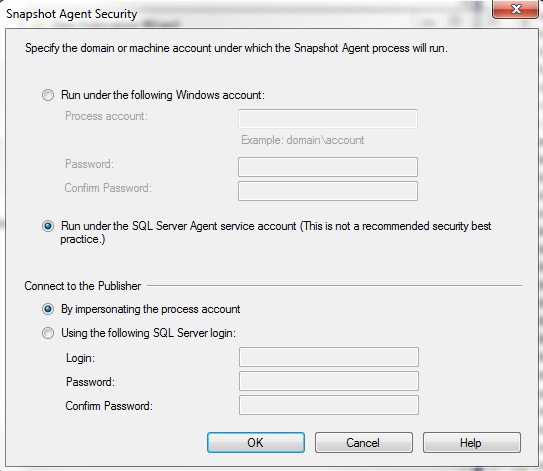 Snapshot Agent Security
Specify the domain or machine account under which the Snapshot Agent process will run.
Run under the following Windows account:
Process account:
Example: domain\account
Password:
Confirm Password:
Run under the SQL Server Agent service account (This is not a recommended security best
practice.)
Connect to the Publisher
By impersonating the process account
Using the following SQL Server login:
Login:
Password:
Confirm Password:
OK Cancel Help